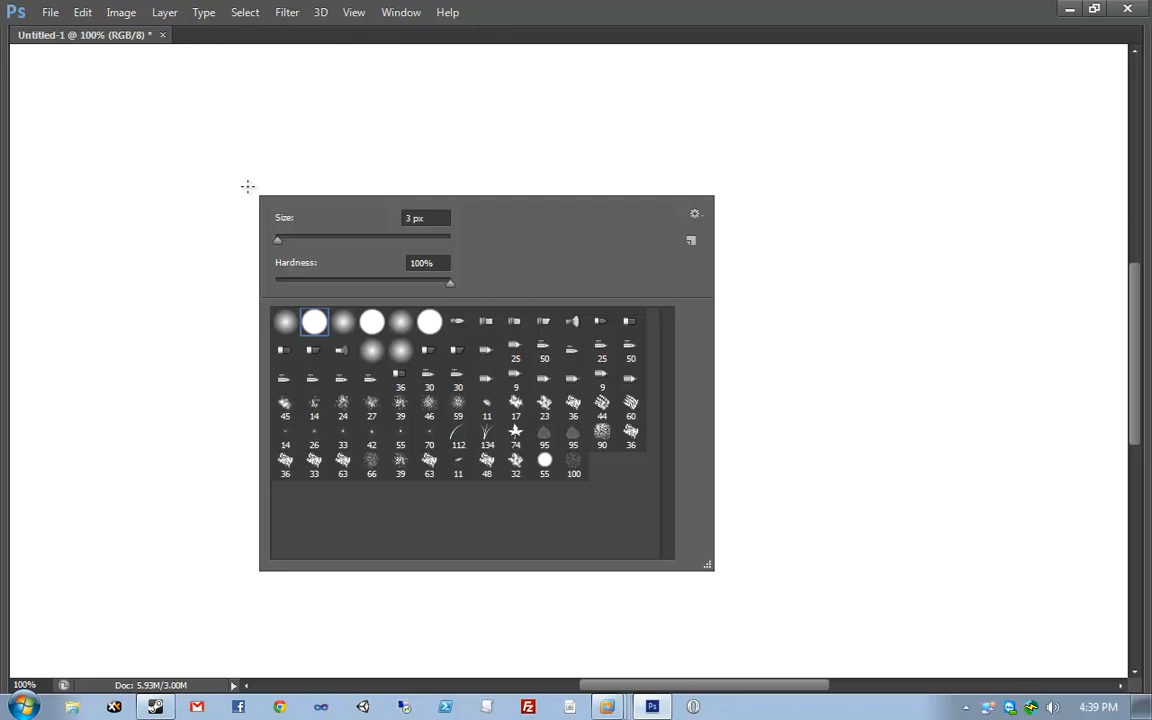 Ps File Edit Image Layer Type Select Filter 3D View Window Help
Untitled-1 @ 100% (RGB/8) * ×
Size: 3 px
Hardness: 100%
25 50 25 50
36 30 30 9 9
45 14 24 27 39 46 59 11 17 23 36 44 60
14 26 33 42 55 70 112 134 74 95 95 90 36
36 33 63 66 39 63 11 48 32 55 100
100% Doc: 5.93M/3.00M
Ps 4:39 PM